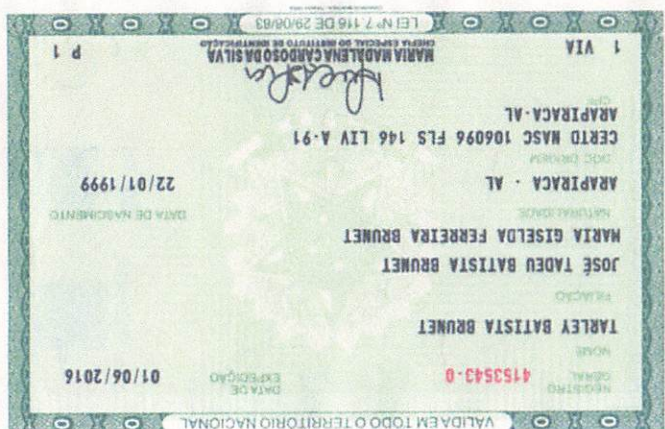 VÁLIDA EM TODO O TERRITÓRIO NACIONAL
REGISTRO GERAL 4153543-0 DATA DE EXPEDIÇÃO 01/06/2016
NOME
TARLEY BATISTA BRUNET
FILIAÇÃO
JOSÉ TADEU BATISTA BRUNET
MARIA GISELDA FERREIRA BRUNET
NATURALIDADE DATA DE NASCIMENTO
ARAPIRACA - AL 22/01/1999
DOC ORIGEM
CERTD NASC 106096 FLS 146 LIV A-91
ARAPIRACA-AL
CPF
1 VIA P 1
MARIA MADALENA CARDOSO DA SILVA
CHEFIA ESPECIAL DO INSTITUTO DE IDENTIFICAÇÃO
LEI Nº 7.116 DE 29/08/83